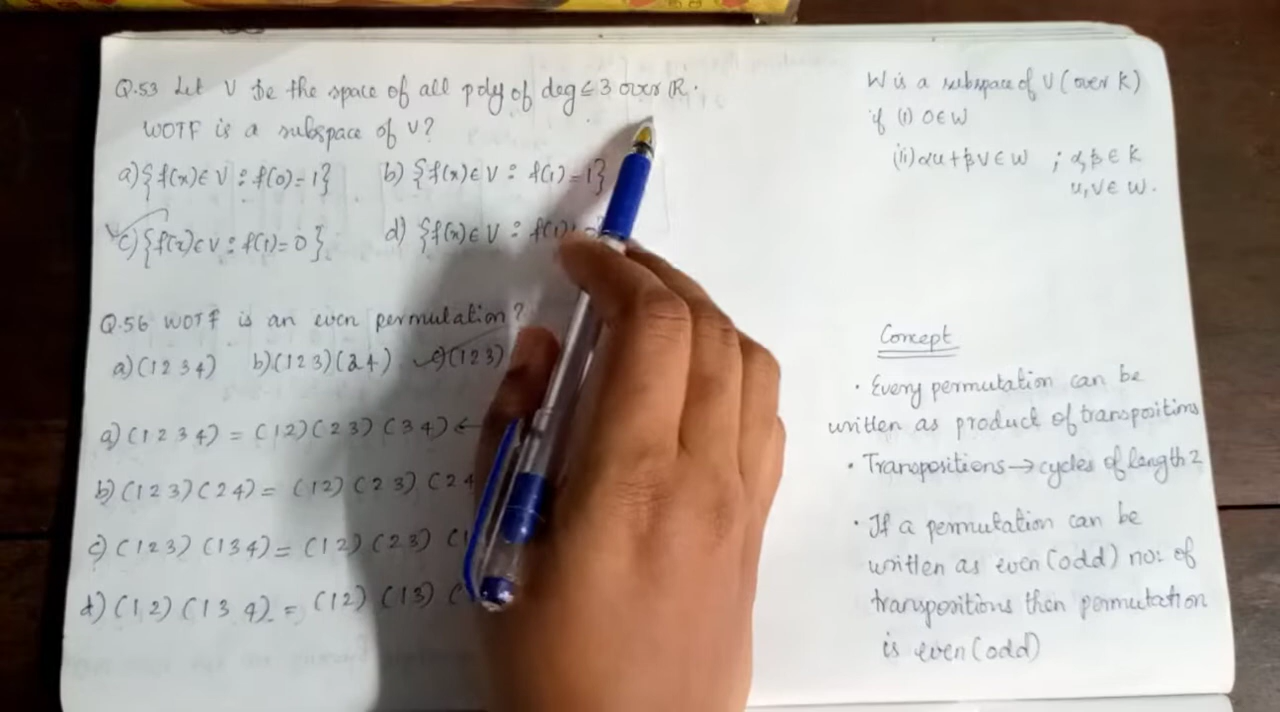 Q.53 Let V be the space of all poly of deg ≤ 3 over R.
WOTF is a subspace of V?
a) {f(x) ∈ V : f(0) = 1}    b) {f(x) ∈ V : f(1) = 1}
c) {f(x) ∈ V : f(1) = 0}    d) {f(x) ∈ V : f(1)
Q.56 WOTF is an even permutation?
a) (1 2 3 4)    b) (1 2 3) (2 4)    c) (1 2 3)
a) (1 2 3 4) = (1 2) (2 3) (3 4) ←
b) (1 2 3) (2 4) = (1 2) (2 3) (2 4
c) (1 2 3) (1 3 4) = (1 2) (2 3) (1
d) (1 2) (1 3 4) = (1 2) (1 3) (
W is a subspace of V (over K)
if (i) 0 ∈ W
(ii) αu + βv ∈ W ; α, β ∈ K
u, v ∈ W.
Concept
· Every permutation can be
written as product of transpositions
· Transpositions → cycles of length 2
· If a permutation can be
written as even (odd) no: of
transpositions then permutation
is even (odd)